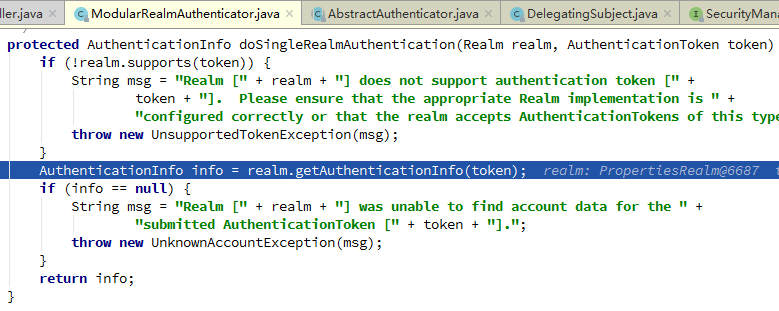 ller.java × ModularRealmAuthenticator.java × AbstractAuthenticator.java × DelegatingSubject.java × SecurityMana
protected AuthenticationInfo doSingleRealmAuthentication(Realm realm, AuthenticationToken token)
if (!realm.supports(token)) {
String msg = "Realm [" + realm + "] does not support authentication token [" +
token + "].  Please ensure that the appropriate Realm implementation is " +
"configured correctly or that the realm accepts AuthenticationTokens of this type
throw new UnsupportedTokenException(msg);
}
AuthenticationInfo info = realm.getAuthenticationInfo(token);  realm: PropertiesRealm@6687
if (info == null) {
String msg = "Realm [" + realm + "] was unable to find account data for the " +
"submitted AuthenticationToken [" + token + "].";
throw new UnknownAccountException(msg);
}
return info;
}